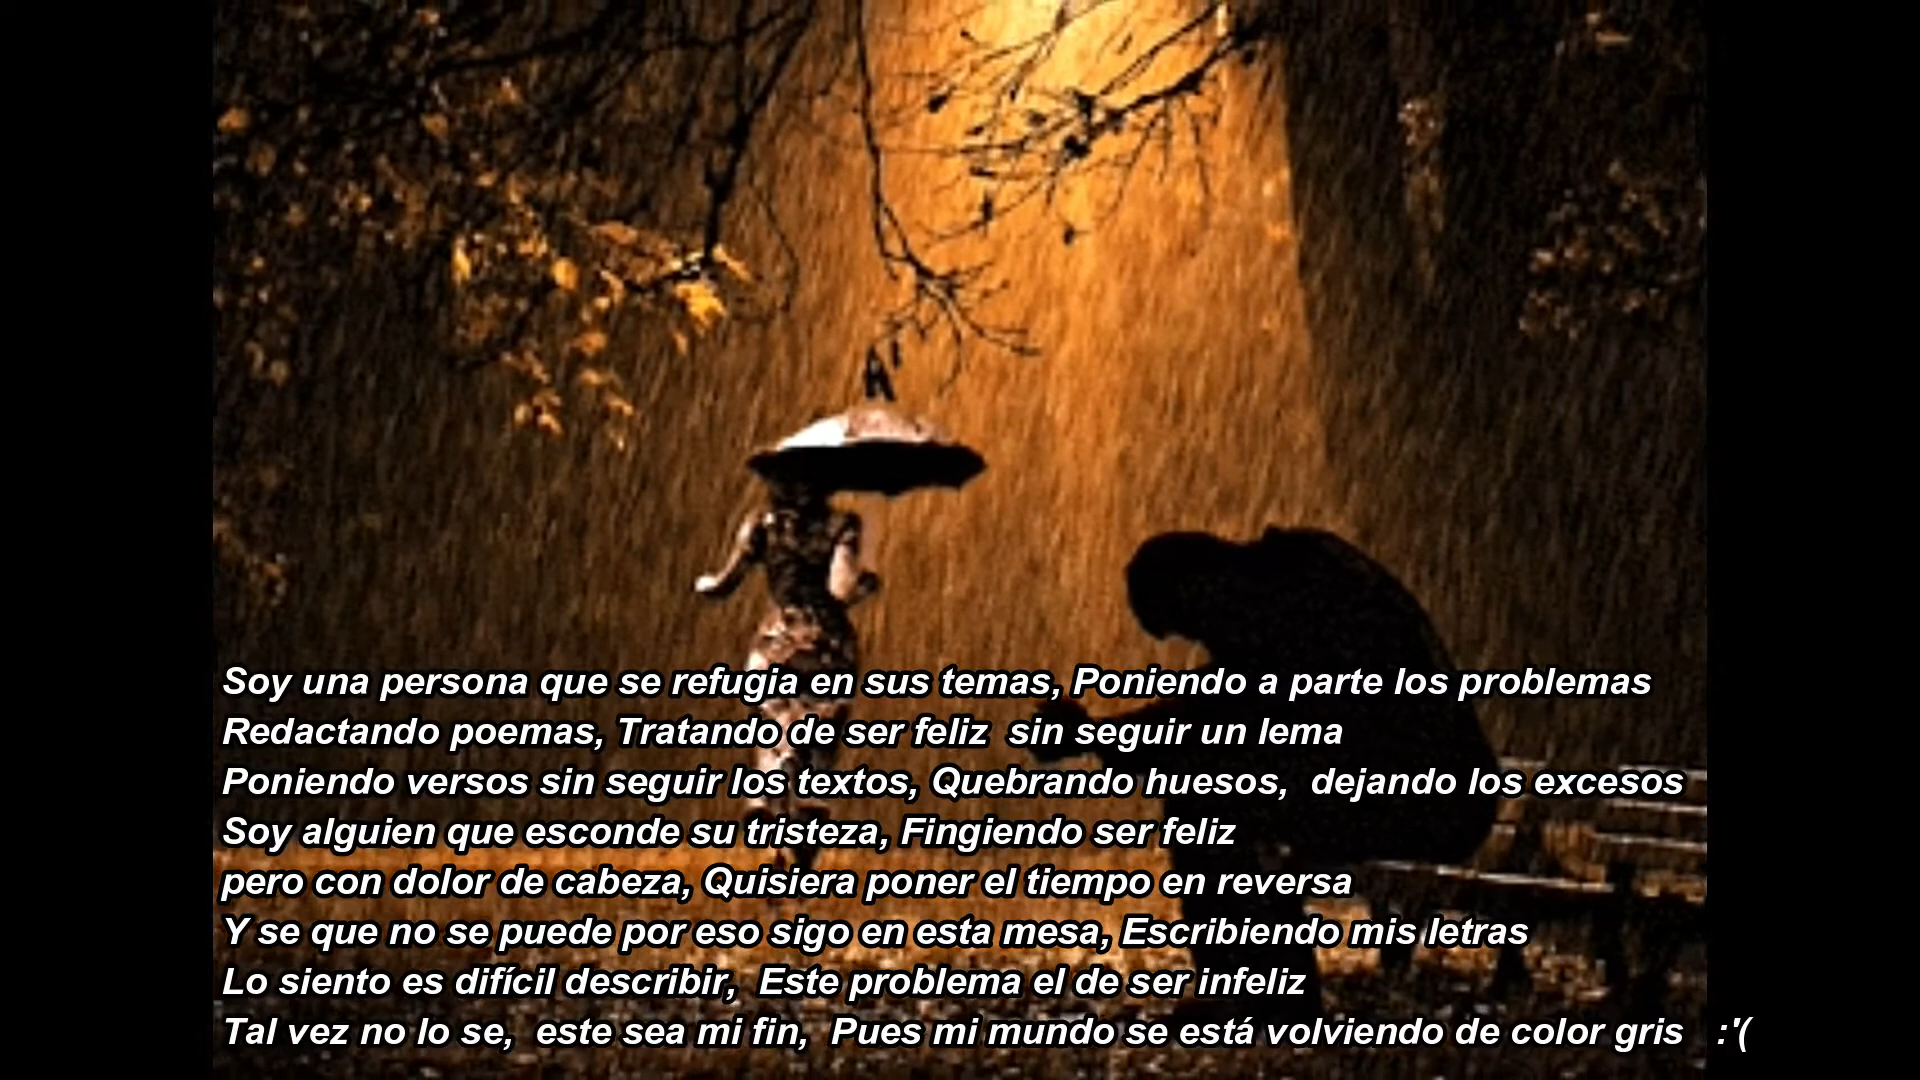 Soy una persona que se refugia en sus temas, Poniendo a parte los problemas
Redactando poemas, Tratando de ser feliz  sin seguir un lema
Poniendo versos sin seguir los textos, Quebrando huesos,  dejando los excesos
Soy alguien que esconde su tristeza, Fingiendo ser feliz
pero con dolor de cabeza, Quisiera poner el tiempo en reversa
Y se que no se puede por eso sigo en esta mesa, Escribiendo mis letras
Lo siento es difícil describir,  Este problema el de ser infeliz
Tal vez no lo se,  este sea mi fin,  Pues mi mundo se está volviendo de color gris   :'(